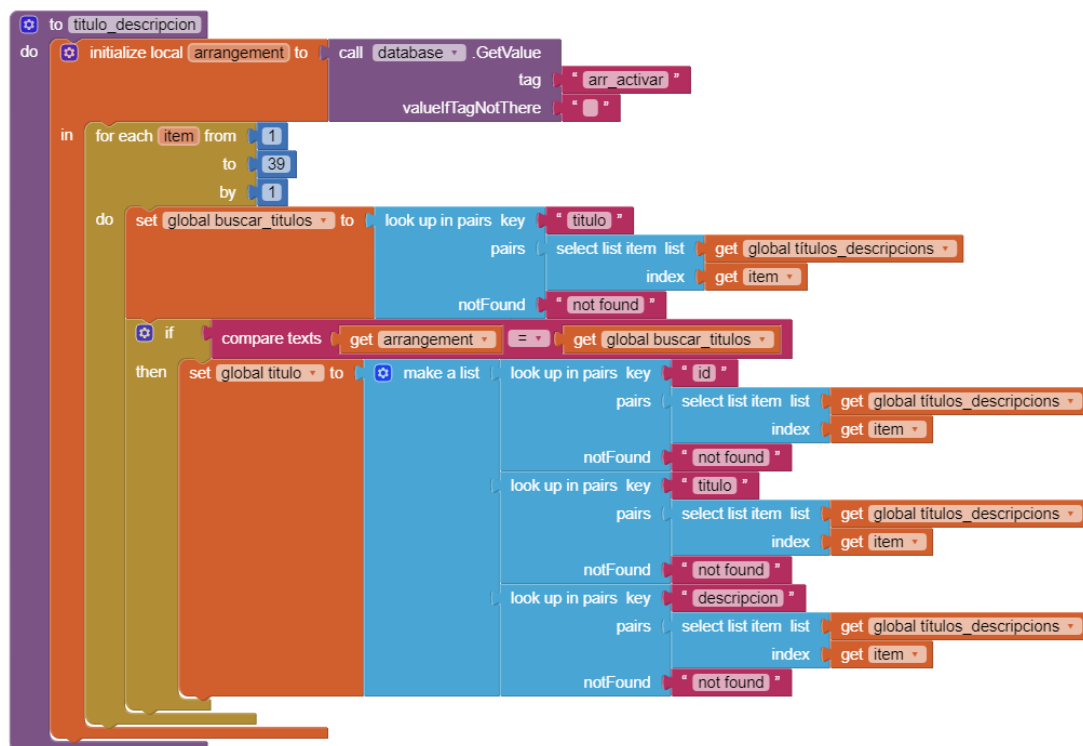 to titulo_descripcion
do initialize local arrangement to call database .GetValue
tag " arr_activar "
valueIfTagNotThere " "
in for each item from 1
to 39
by 1
do set global buscar_titulos to look up in pairs key " titulo "
pairs select list item list get global títulos_descripcions
index get item
notFound " not found "
if compare texts get arrangement = get global buscar_titulos
then set global titulo to make a list look up in pairs key " id "
pairs select list item list get global títulos_descripcions
index get item
notFound " not found "
look up in pairs key " titulo "
pairs select list item list get global títulos_descripcions
index get item
notFound " not found "
look up in pairs key " descripcion "
pairs select list item list get global títulos_descripcions
index get item
notFound " not found "